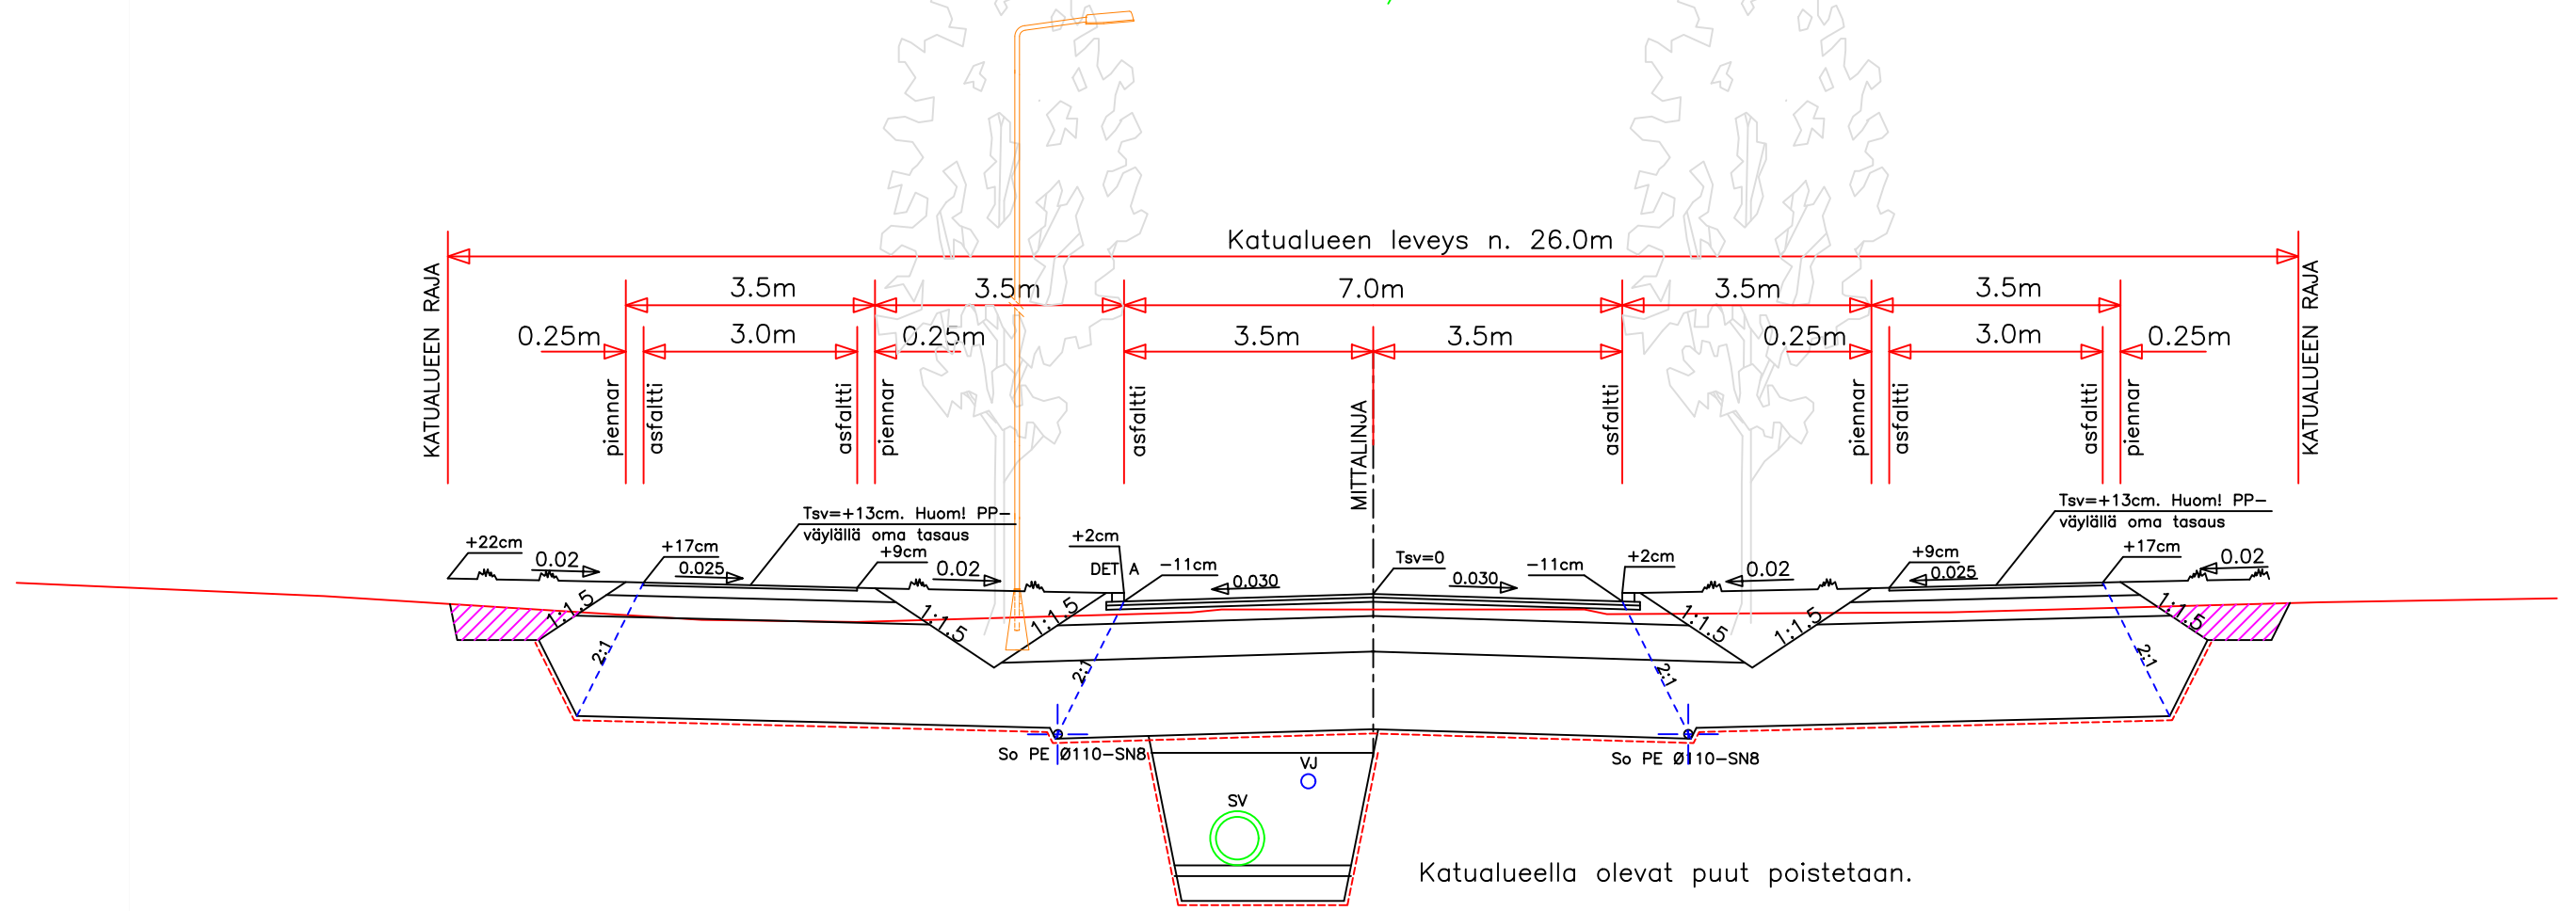 Katualueen leveys n. 26.0m
KATUALUEEN RAJA
KATUALUEEN RAJA
3.5m
3.5m
7.0m
3.5m
3.5m
0.25m
3.0m
0.25m
3.5m
3.5m
0.25m
3.0m
0.25m
piennar
asfaltti
asfaltti
piennar
asfaltti
MITTALINJA
asfaltti
piennar
asfaltti
asfaltti
piennar
Tsv=+13cm. Huom! PP-
väylällä oma tasaus
Tsv=+13cm. Huom! PP-
väylällä oma tasaus
+22cm
0.02
+17cm
0.025
+9cm
0.02
+2cm
DET A
-11cm
0.030
Tsv=0
0.030
-11cm
+2cm
0.02
+9cm
0.025
+17cm
0.02
1:1.5
1:1.5
1:1.5
1:1.5
1:1.5
1:1.5
2:1
2:1
2:1
2:1
So PE Ø110-SN8
So PE Ø110-SN8
VJ
SV
Katualueella olevat puut poistetaan.